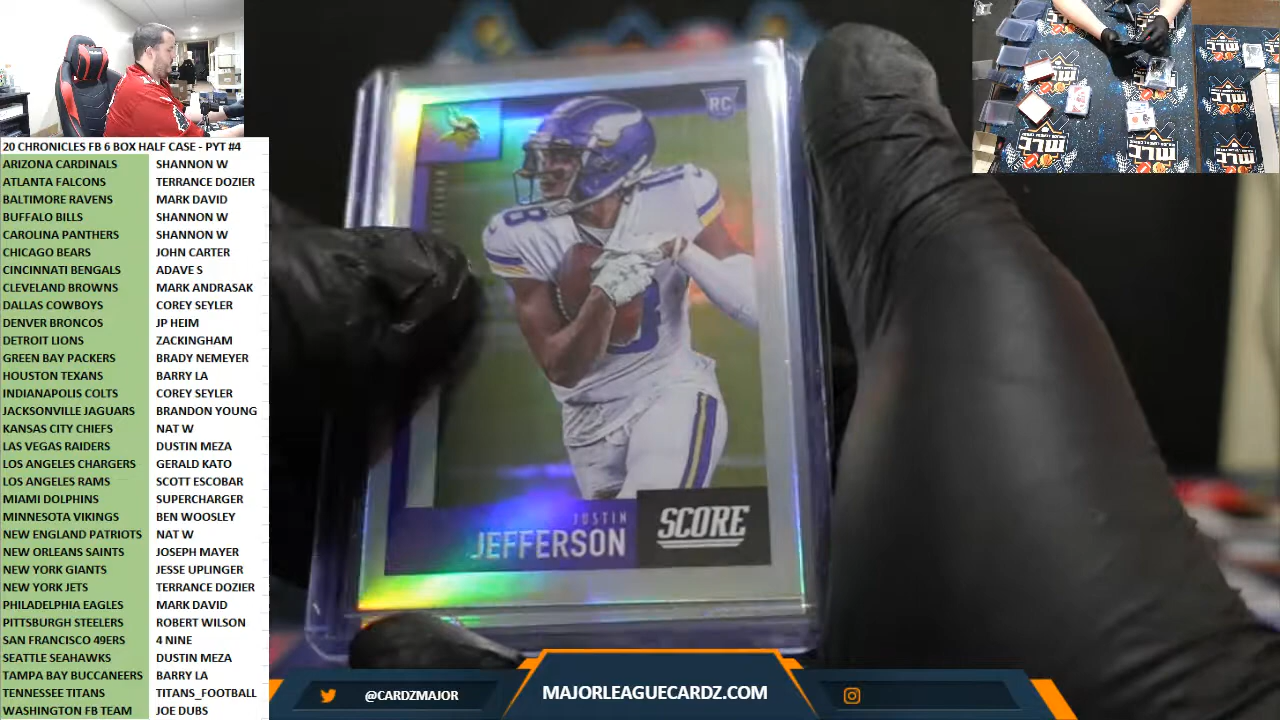 20 CHRONICLES FB 6 BOX HALF CASE - PYT #4
ARIZONA CARDINALS SHANNON W
ATLANTA FALCONS TERRANCE DOZIER
BALTIMORE RAVENS MARK DAVID
BUFFALO BILLS SHANNON W
CAROLINA PANTHERS SHANNON W
CHICAGO BEARS JOHN CARTER
CINCINNATI BENGALS ADAVE S
CLEVELAND BROWNS MARK ANDRASAK
DALLAS COWBOYS COREY SEYLER
DENVER BRONCOS JP HEIM
DETROIT LIONS ZACKINGHAM
GREEN BAY PACKERS BRADY NEMEYER
HOUSTON TEXANS BARRY LA
INDIANAPOLIS COLTS COREY SEYLER
JACKSONVILLE JAGUARS BRANDON YOUNG
KANSAS CITY CHIEFS NAT W
LAS VEGAS RAIDERS DUSTIN MEZA
LOS ANGELES CHARGERS GERALD KATO
LOS ANGELES RAMS SCOTT ESCOBAR
MIAMI DOLPHINS SUPERCHARGER
MINNESOTA VIKINGS BEN WOOSLEY
NEW ENGLAND PATRIOTS NAT W
NEW ORLEANS SAINTS JOSEPH MAYER
NEW YORK GIANTS JESSE UPLINGER
NEW YORK JETS TERRANCE DOZIER
PHILADELPHIA EAGLES MARK DAVID
PITTSBURGH STEELERS ROBERT WILSON
SAN FRANCISCO 49ERS 4 NINE
SEATTLE SEAHAWKS DUSTIN MEZA
TAMPA BAY BUCCANEERS BARRY LA
TENNESSEE TITANS TITANS_FOOTBALL
WASHINGTON FB TEAM JOE DUBS
RC
18
8
18
JUSTIN
JEFFERSON
SCORE
@CARDZMAJOR
MAJORLEAGUECARDZ.COM